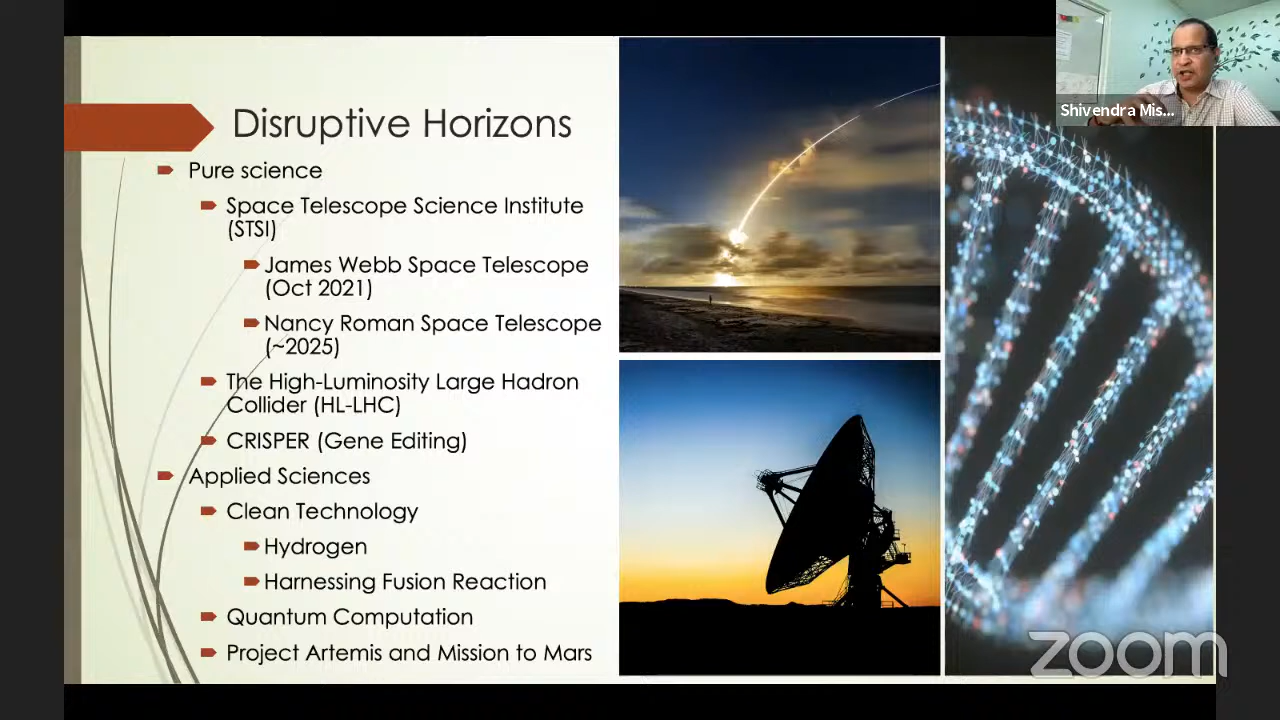 Shivendra Mis...
Disruptive Horizons
Pure science
Space Telescope Science Institute
(STSI)
James Webb Space Telescope
(Oct 2021)
Nancy Roman Space Telescope
(~2025)
The High-Luminosity Large Hadron
Collider (HL-LHC)
CRISPER (Gene Editing)
Applied Sciences
Clean Technology
Hydrogen
Harnessing Fusion Reaction
Quantum Computation
Project Artemis and Mission to Mars
zoom